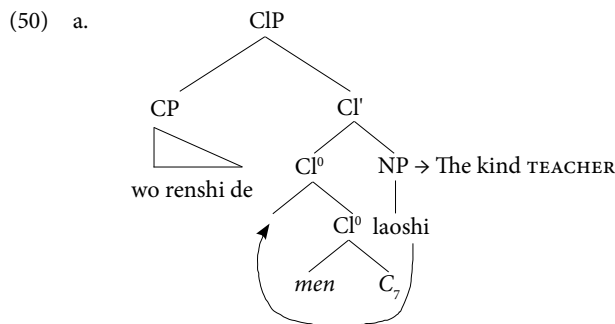 (50) a.
ClP
CP Cl'
Cl⁰ NP → The kind TEACHER
wo renshi de
Cl⁰ laoshi
men C₇